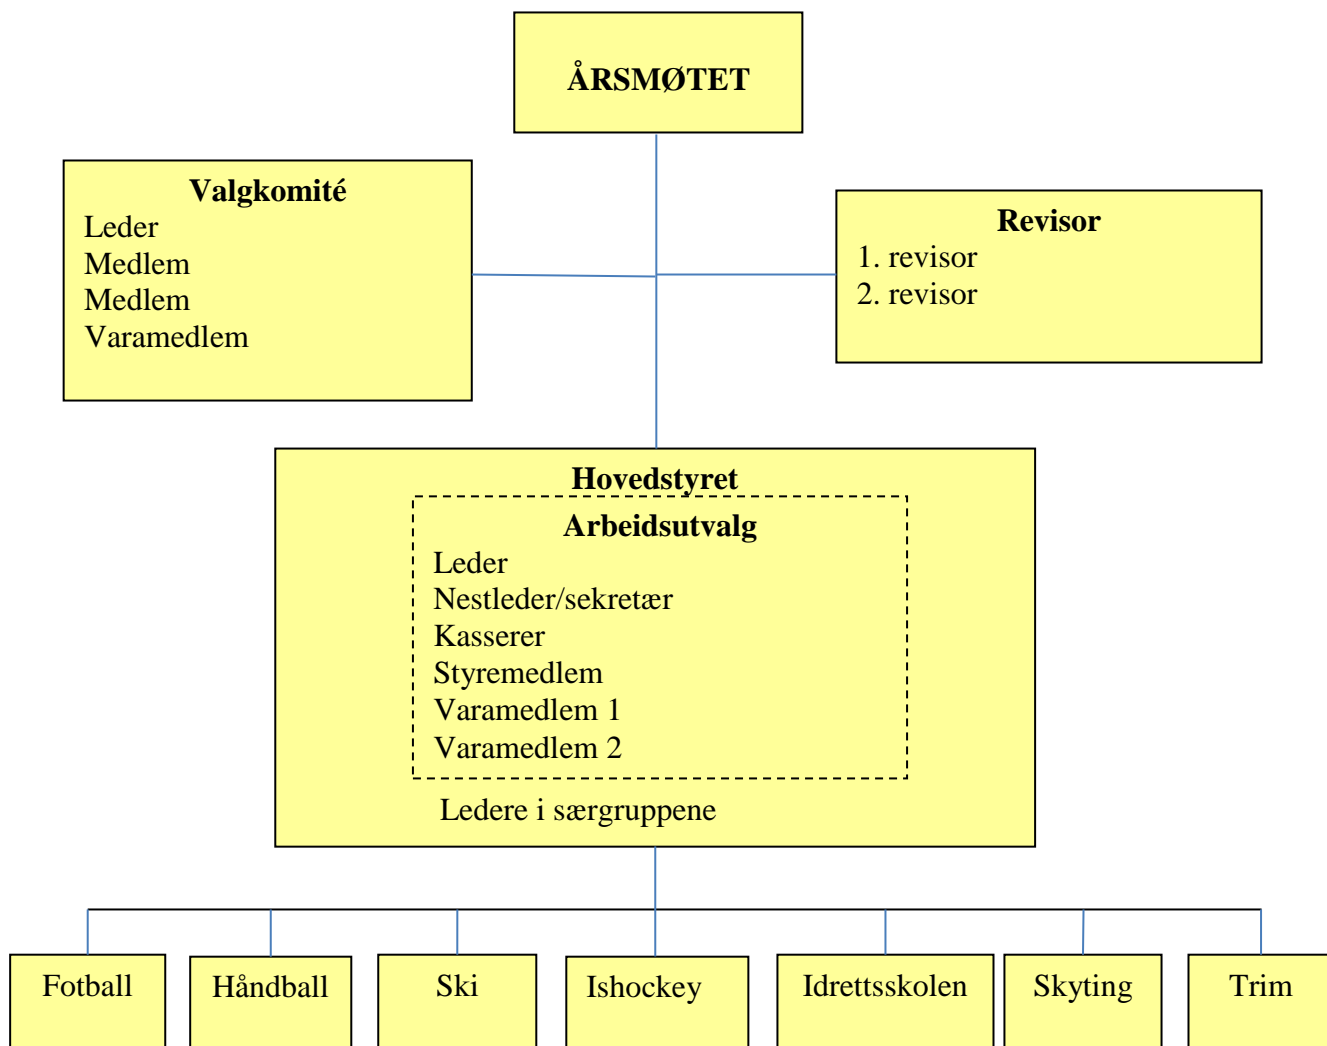 ÅRSMØTET
Valgkomité
Leder
Medlem
Medlem
Varamedlem
Revisor
1. revisor
2. revisor
Hovedstyret
Arbeidsutvalg
Leder
Nestleder/sekretær
Kasserer
Styremedlem
Varamedlem 1
Varamedlem 2
Ledere i særgruppene
Fotball
Håndball
Ski
Ishockey
Idrettsskolen
Skyting
Trim